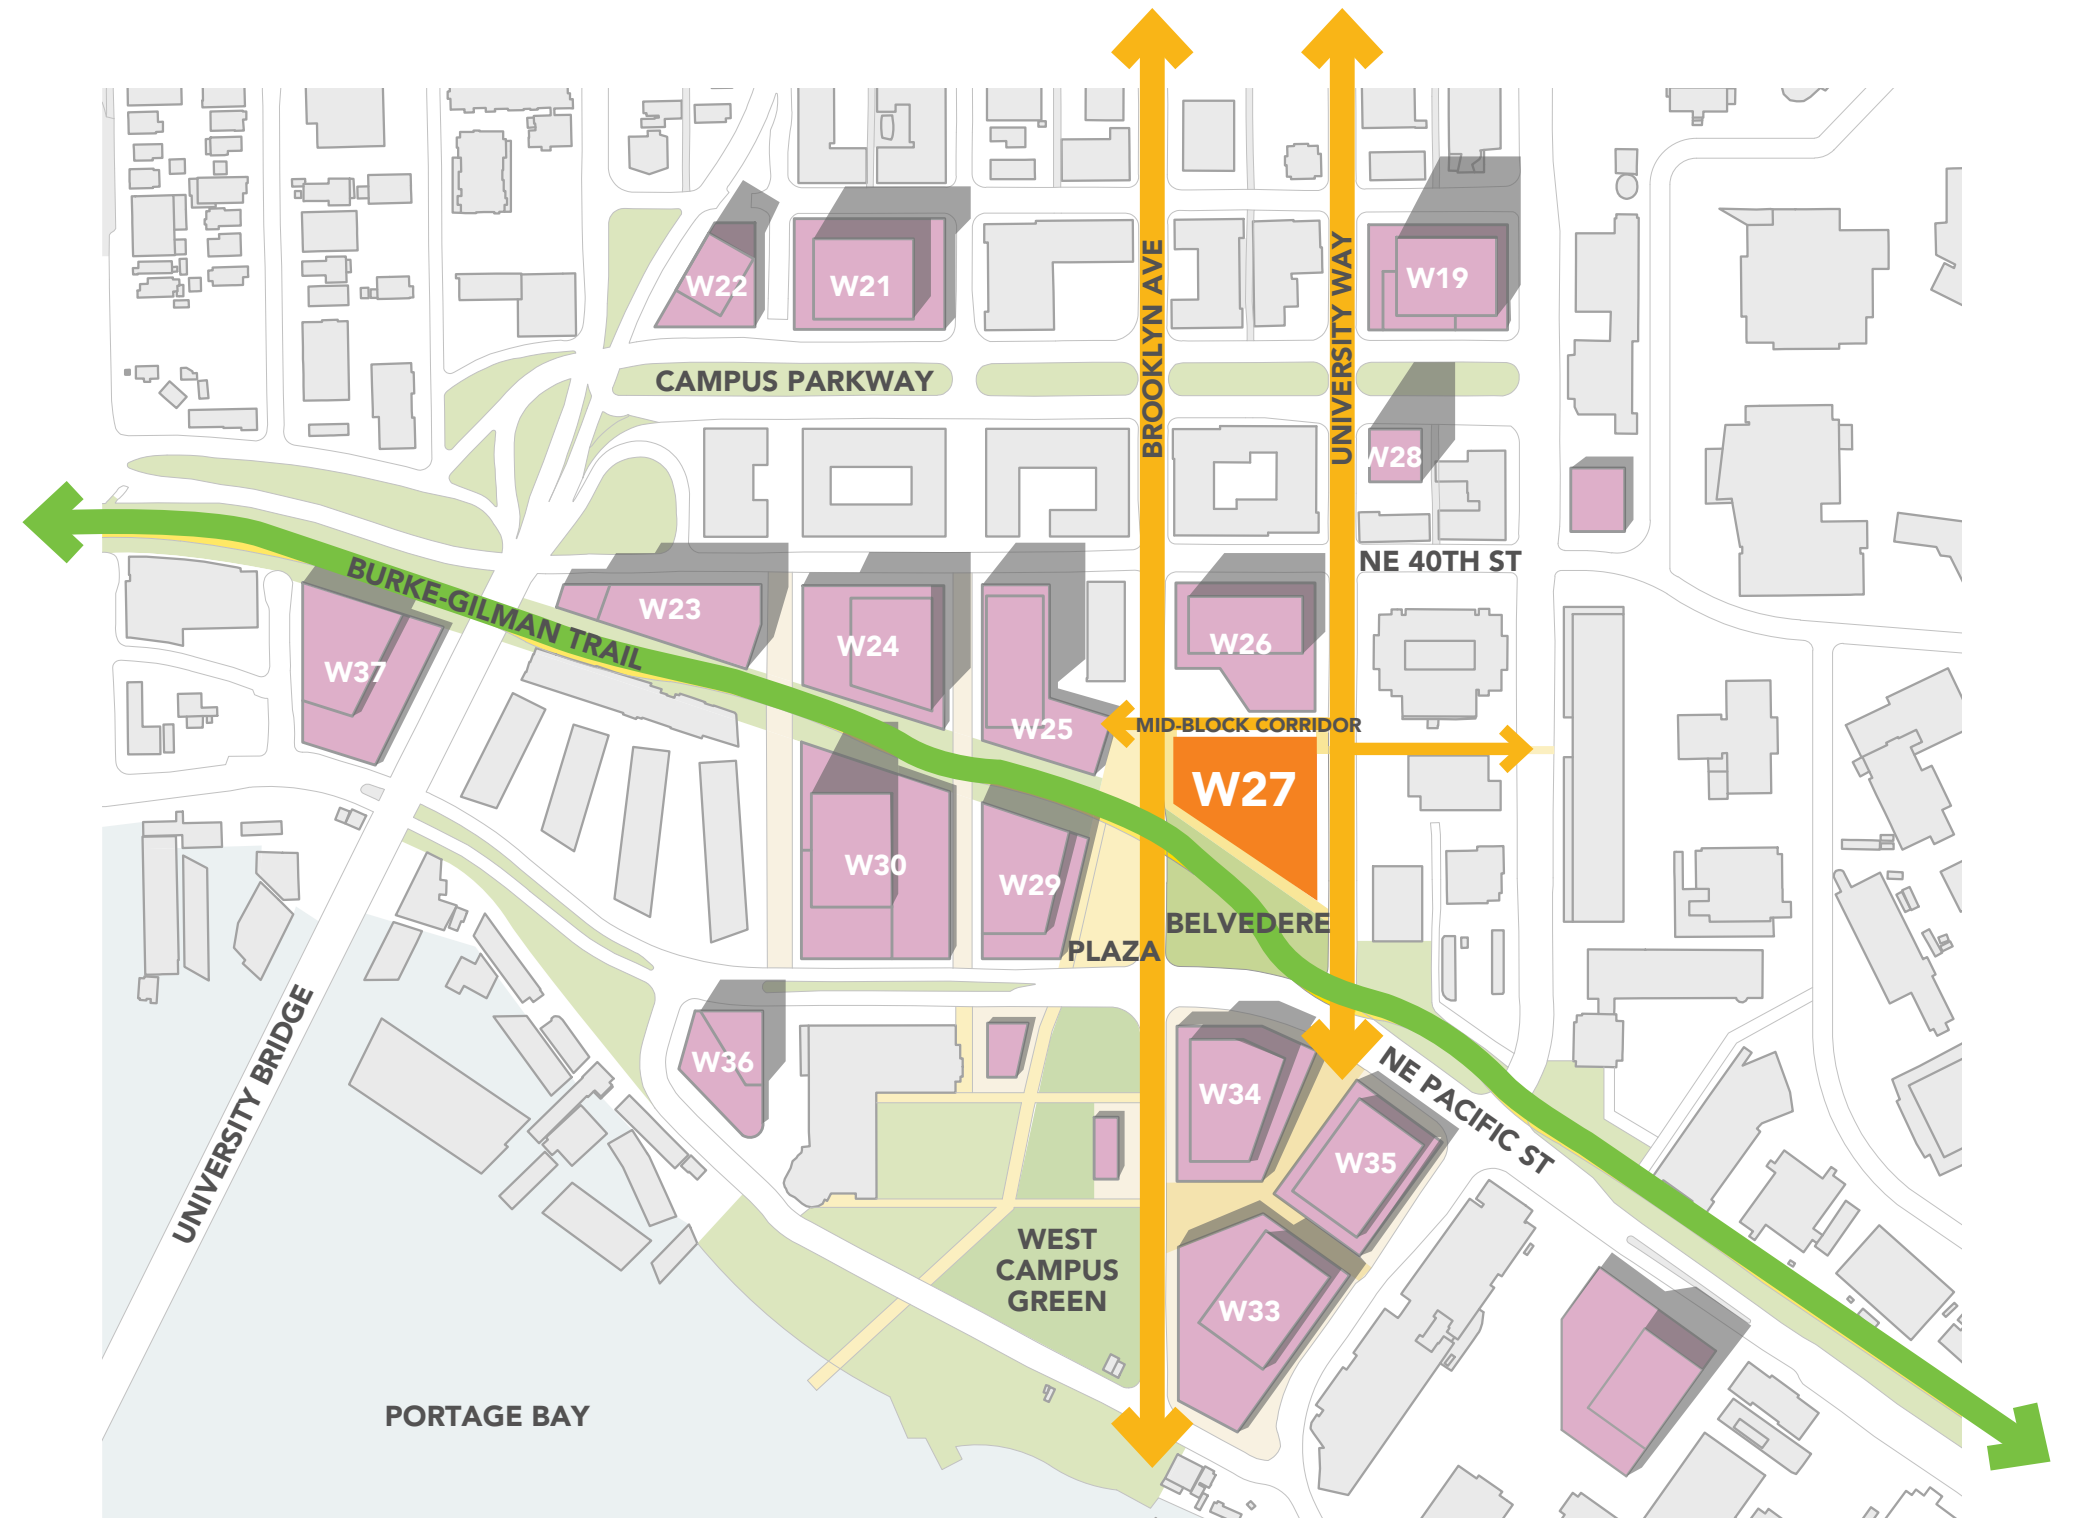 BROOKLYN AVE
UNIVERSITY WAY
W22
W21
W19
CAMPUS PARKWAY
W28
NE 40TH ST
BURKE-GILMAN TRAIL
W23
W24
W25
W26
W37
MID-BLOCK CORRIDOR
W27
W30
W29
BELVEDERE
PLAZA
UNIVERSITY BRIDGE
W36
W34
NE PACIFIC ST
W35
WEST
CAMPUS
GREEN
W33
PORTAGE BAY